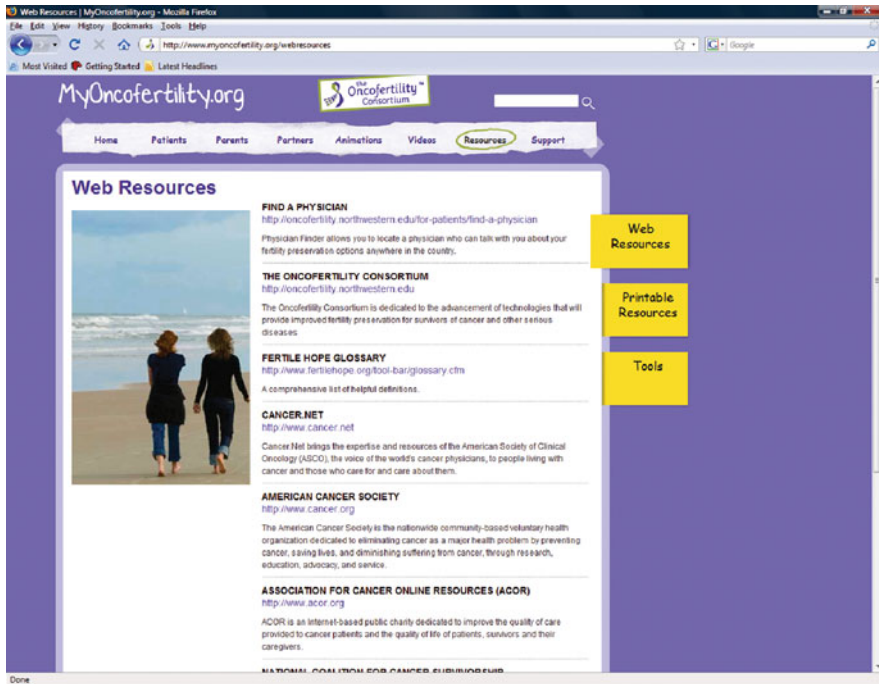 Web Resources | MyOncofertility.org - Mozilla Firefox
File Edit View History Bookmarks Tools Help
http://www.myoncofertility.org/webresources
Google
Most Visited Getting Started Latest Headlines
MyOncofertility.org
the
Oncofertility™
Consortium
Home Patients Parents Partners Animations Videos Resources Support
Web Resources
FIND A PHYSICIAN
http://oncofertility.northwestern.edu/for-patients/find-a-physician
Physician Finder allows you to locate a physician who can talk with you about your
fertility preservation options anywhere in the country.
THE ONCOFERTILITY CONSORTIUM
http://oncofertility.northwestern.edu
The Oncofertility Consortium is dedicated to the advancement of technologies that will
provide improved fertility preservation for survivors of cancer and other serious
diseases.
FERTILE HOPE GLOSSARY
http://www.fertilehope.org/tool-bar/glossary.cfm
A comprehensive list of helpful definitions.
CANCER.NET
http://www.cancer.net
Cancer.Net brings the expertise and resources of the American Society of Clinical
Oncology (ASCO), the voice of the world's cancer physicians, to people living with
cancer and those who care for and care about them.
AMERICAN CANCER SOCIETY
http://www.cancer.org
The American Cancer Society is the nationwide community-based voluntary health
organization dedicated to eliminating cancer as a major health problem by preventing
cancer, saving lives, and diminishing suffering from cancer, through research,
education, advocacy, and service.
ASSOCIATION FOR CANCER ONLINE RESOURCES (ACOR)
http://www.acor.org
ACOR is an Internet-based public charity dedicated to improve the quality of care
provided to cancer patients and the quality of life of patients, survivors and their
caregivers.
NATIONAL COALITION FOR CANCER SURVIVORSHIP
Web
Resources
Printable
Resources
Tools
Done